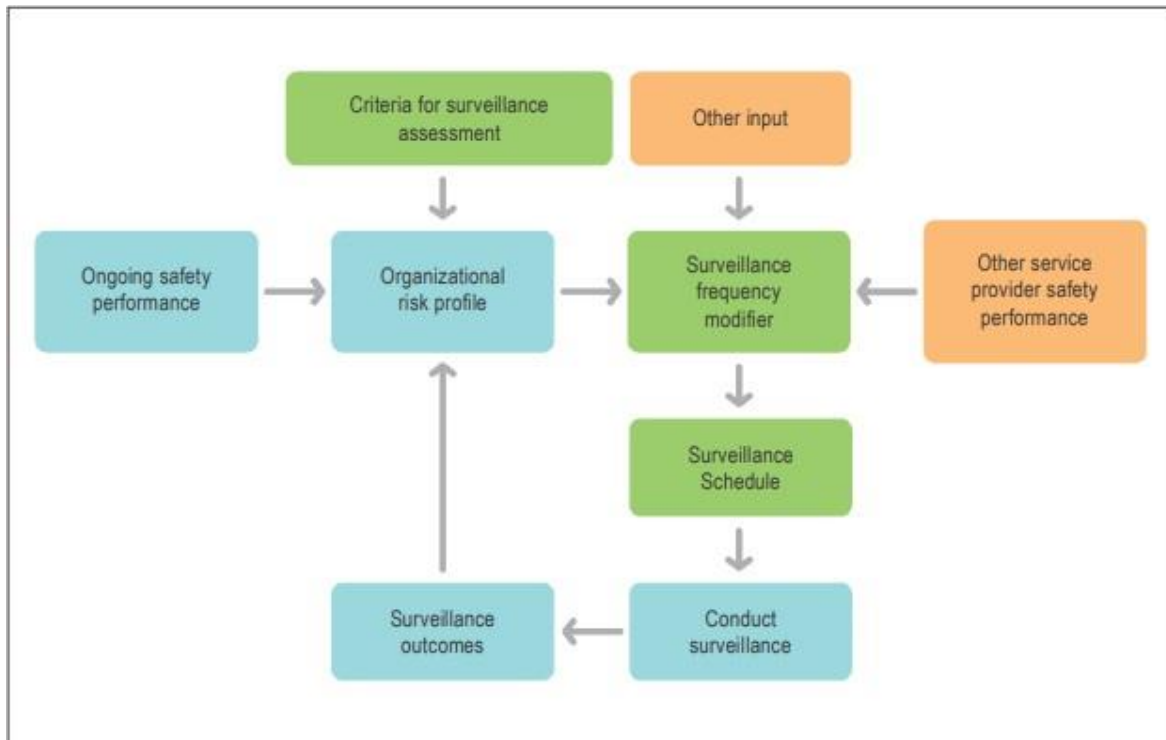 Criteria for surveillance
assessment
Other input
Ongoing safety
performance
Organizational
risk profile
Surveillance
frequency
modifier
Other service
provider safety
performance
Surveillance
Schedule
Surveillance
outcomes
Conduct
surveillance